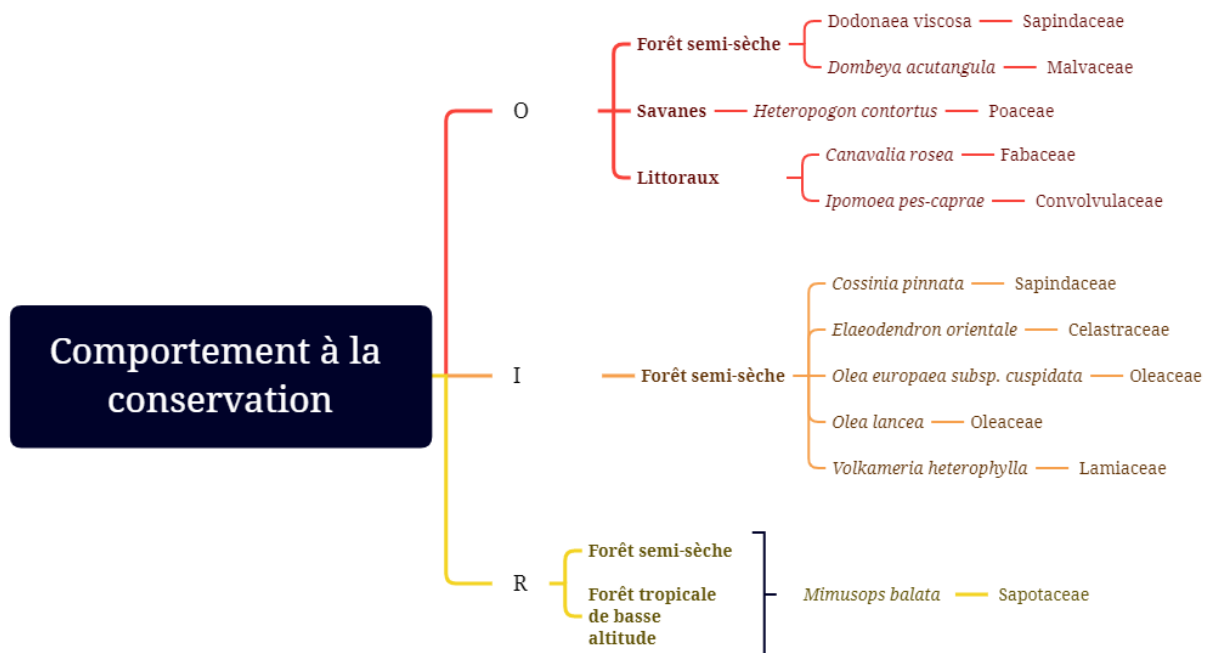 Comportement à la
conservation
O
Forêt semi-sèche
Dodonaea viscosa
Sapindaceae
Dombeya acutangula
Malvaceae
Savanes
Heteropogon contortus
Poaceae
Littoraux
Canavalia rosea
Fabaceae
Ipomoea pes-caprae
Convolvulaceae
I
Forêt semi-sèche
Cossinia pinnata
Sapindaceae
Elaeodendron orientale
Celastraceae
Olea europaea subsp. cuspidata
Oleaceae
Olea lancea
Oleaceae
Volkameria heterophylla
Lamiaceae
R
Forêt semi-sèche
Forêt tropicale
de basse
altitude
Mimusops balata
Sapotaceae